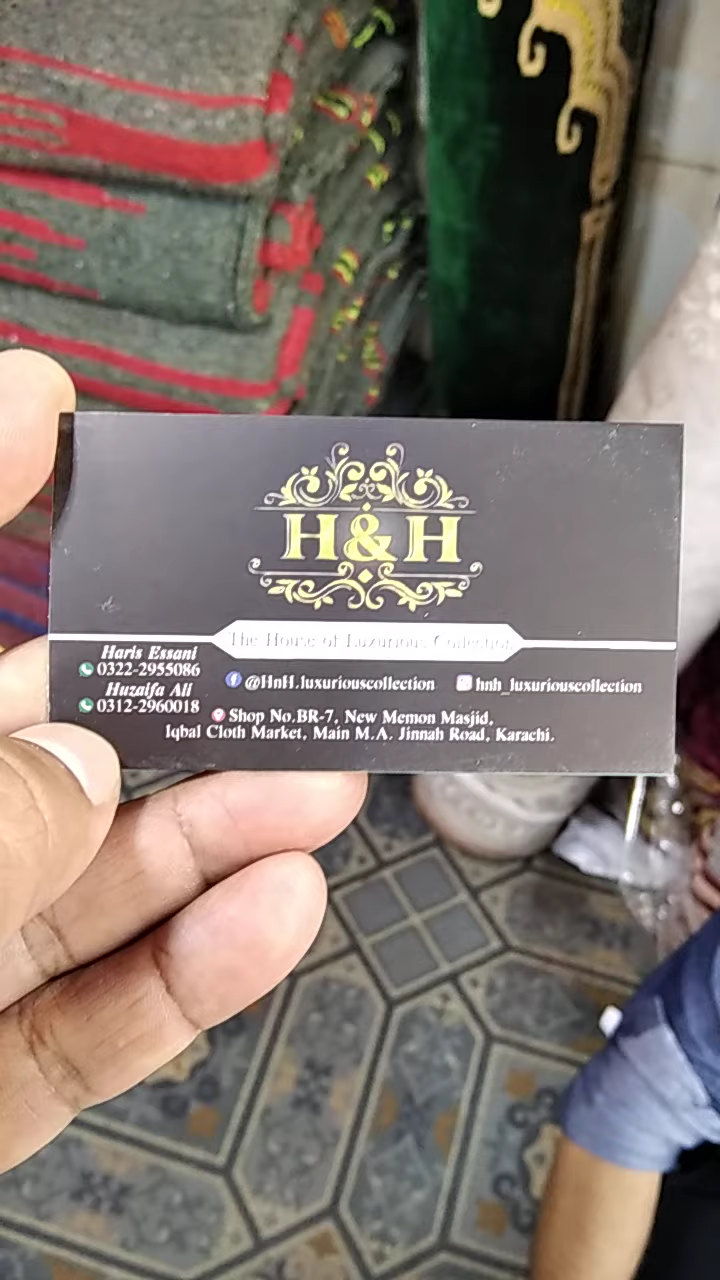 H&H
The House of Luxurious Collection
Haris Essani
0322-2955086
Huzaifa Ali
0312-2960018
@HnH.luxuriouscollection
hnh_luxuriouscollection
Shop No.BR-7, New Memon Masjid,
Iqbal Cloth Market, Main M.A. Jinnah Road, Karachi.